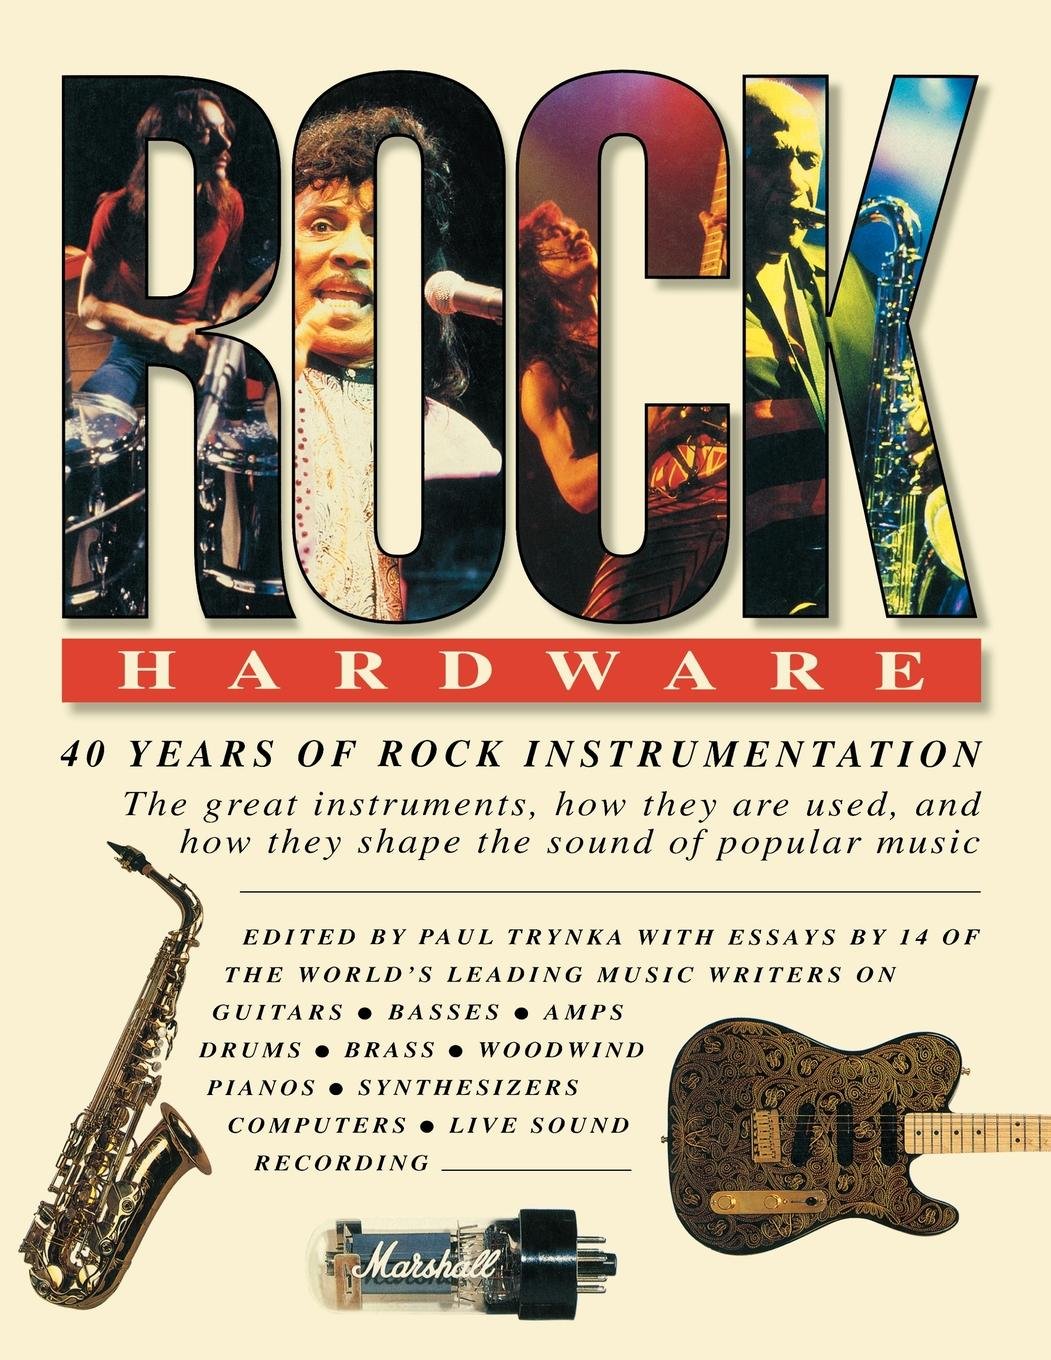 ROCK
HARDWARE
40 YEARS OF ROCK INSTRUMENTATION
The great instruments, how they are used, and
how they shape the sound of popular music
EDITED BY PAUL TRYNKA WITH ESSAYS BY 14 OF
THE WORLD'S LEADING MUSIC WRITERS ON
GUITARS ● BASSES ● AMPS
DRUMS ● BRASS ● WOODWIND
PIANOS ● SYNTHESIZERS
COMPUTERS ● LIVE SOUND
RECORDING
Marshall